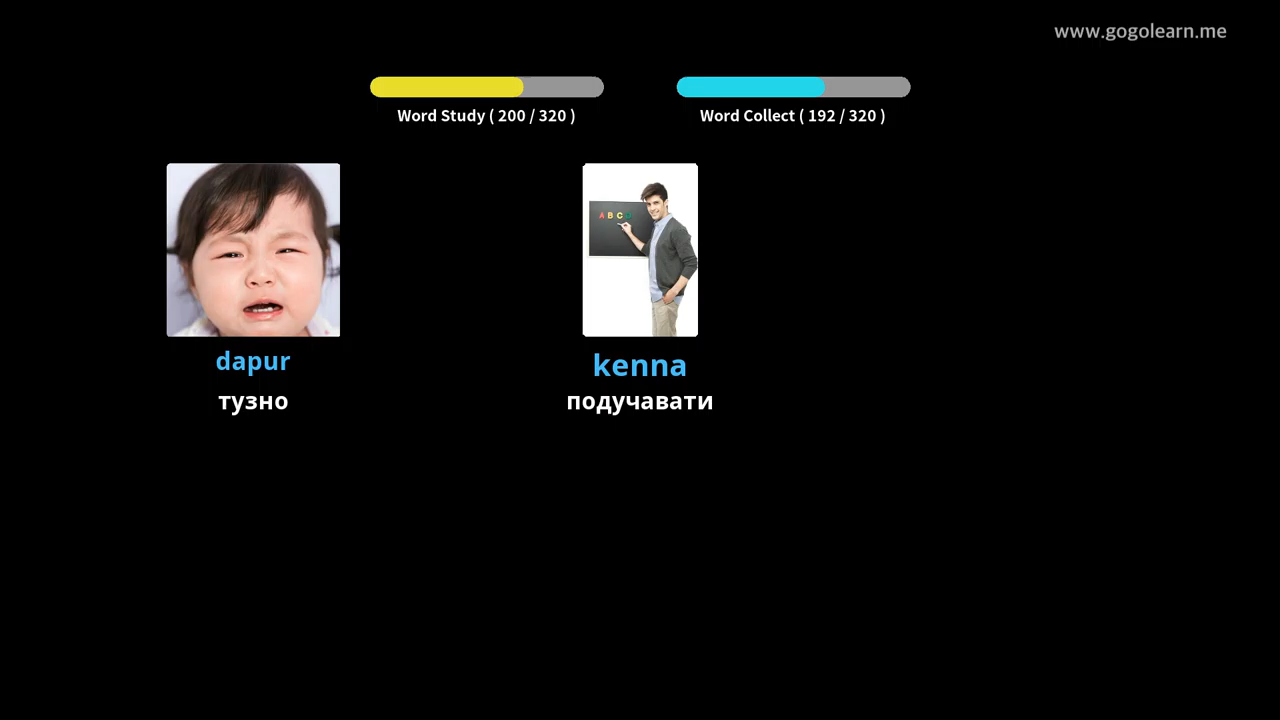 www.gogolearn.me
Word Study ( 200 / 320 )
Word Collect ( 192 / 320 )
A B C
dapur
kenna
тузно
подучавати